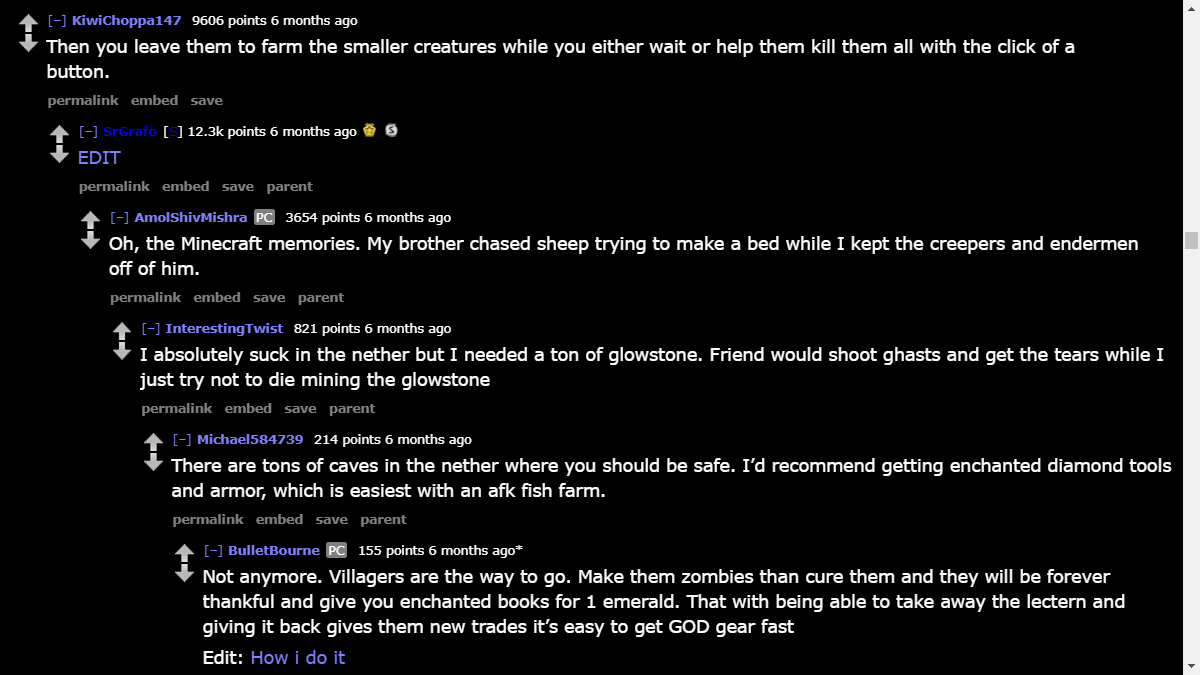 [−] KiwiChoppa147 9606 points 6 months ago
Then you leave them to farm the smaller creatures while you either wait or help them kill them all with the click of a
button.
permalink embed save
[−] SrGrafo [S] 12.3k points 6 months ago
EDIT
permalink embed save parent
[−] AmolShivMishra PC 3654 points 6 months ago
Oh, the Minecraft memories. My brother chased sheep trying to make a bed while I kept the creepers and endermen
off of him.
permalink embed save parent
[−] InterestingTwist 821 points 6 months ago
I absolutely suck in the nether but I needed a ton of glowstone. Friend would shoot ghasts and get the tears while I
just try not to die mining the glowstone
permalink embed save parent
[−] Michael584739 214 points 6 months ago
There are tons of caves in the nether where you should be safe. I’d recommend getting enchanted diamond tools
and armor, which is easiest with an afk fish farm.
permalink embed save parent
[−] BulletBourne PC 155 points 6 months ago*
Not anymore. Villagers are the way to go. Make them zombies than cure them and they will be forever
thankful and give you enchanted books for 1 emerald. That with being able to take away the lectern and
giving it back gives them new trades it’s easy to get GOD gear fast
Edit: How i do it